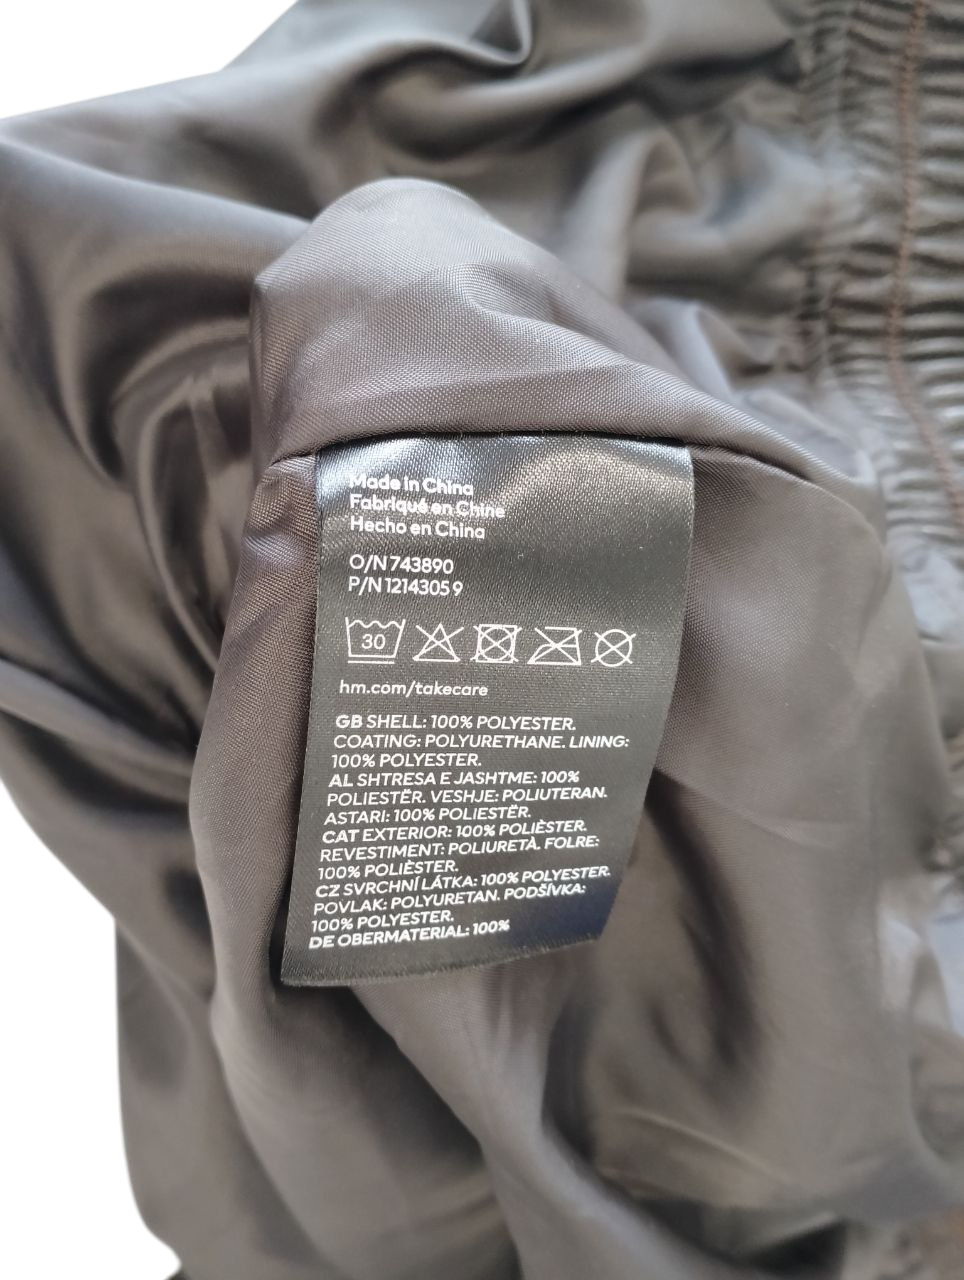 Made in China
Fabriqué en Chine
Hecho en China
O/N 743890
P/N 12143059
30
hm.com/takecare
GB SHELL: 100% POLYESTER.
COATING: POLYURETHANE. LINING:
100% POLYESTER.
AL SHTRESA E JASHTME: 100%
POLIESTËR. VESHJE: POLIUTERAN.
ASTARI: 100% POLIESTËR.
CAT EXTERIOR: 100% POLIÈSTER.
REVESTIMENT: POLIURETÀ. FOLRE:
100% POLIÈSTER.
CZ SVRCHNÍ LÁTKA: 100% POLYESTER.
POVLAK: POLYURETAN. PODŠÍVKA:
100% POLYESTER.
DE OBERMATERIAL: 100%